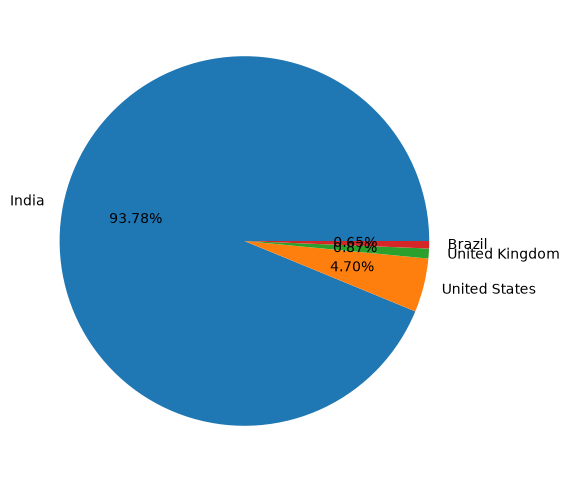 India
93.78%
0.65%
Brazil
0.87%
United Kingdom
4.70%
United States